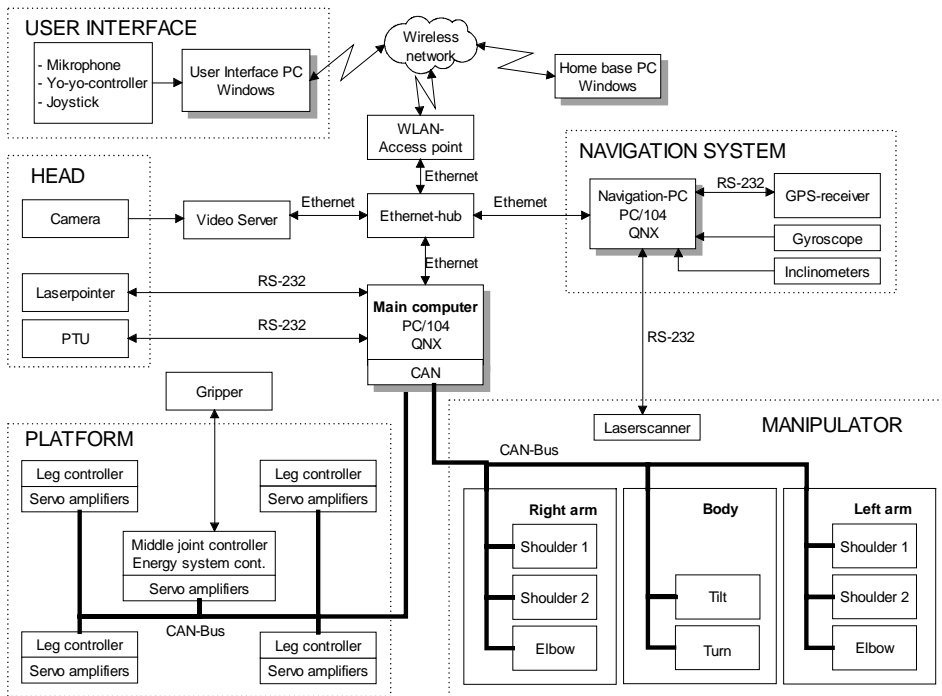 USER INTERFACE
- Mikrophone
- Yo-yo-controller
- Joystick
User Interface PC
Windows
Wireless
network
Home base PC
Windows
WLAN-
Access point
Ethernet
HEAD
Camera
Video Server
Ethernet
Ethernet-hub
Ethernet
Ethernet
Laserpointer
RS-232
PTU
RS-232
Main computer
PC/104
QNX
CAN
NAVIGATION SYSTEM
Navigation-PC
PC/104
QNX
RS-232
GPS-receiver
Gyroscope
Inclinometers
RS-232
Gripper
PLATFORM
Leg controller
Servo amplifiers
Leg controller
Servo amplifiers
Middle joint controller
Energy system cont.
Servo amplifiers
CAN-Bus
Leg controller
Servo amplifiers
Leg controller
Servo amplifiers
Laserscanner
MANIPULATOR
CAN-Bus
Right arm
Shoulder 1
Shoulder 2
Elbow
Body
Tilt
Turn
Left arm
Shoulder 1
Shoulder 2
Elbow